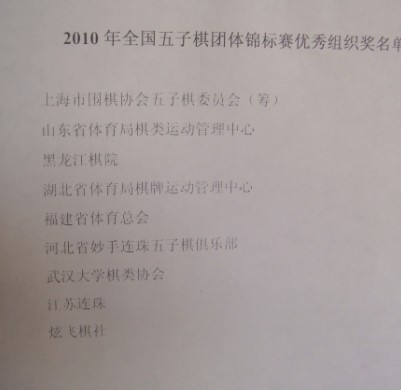 2010年全国五子棋团体锦标赛优秀组织奖名单
上海市围棋协会五子棋委员会（筹）
山东省体育局棋类运动管理中心
黑龙江棋院
湖北省体育局棋牌运动管理中心
福建省体育总会
河北省妙手连珠五子棋俱乐部
武汉大学棋类协会
江苏连珠
炫飞棋社